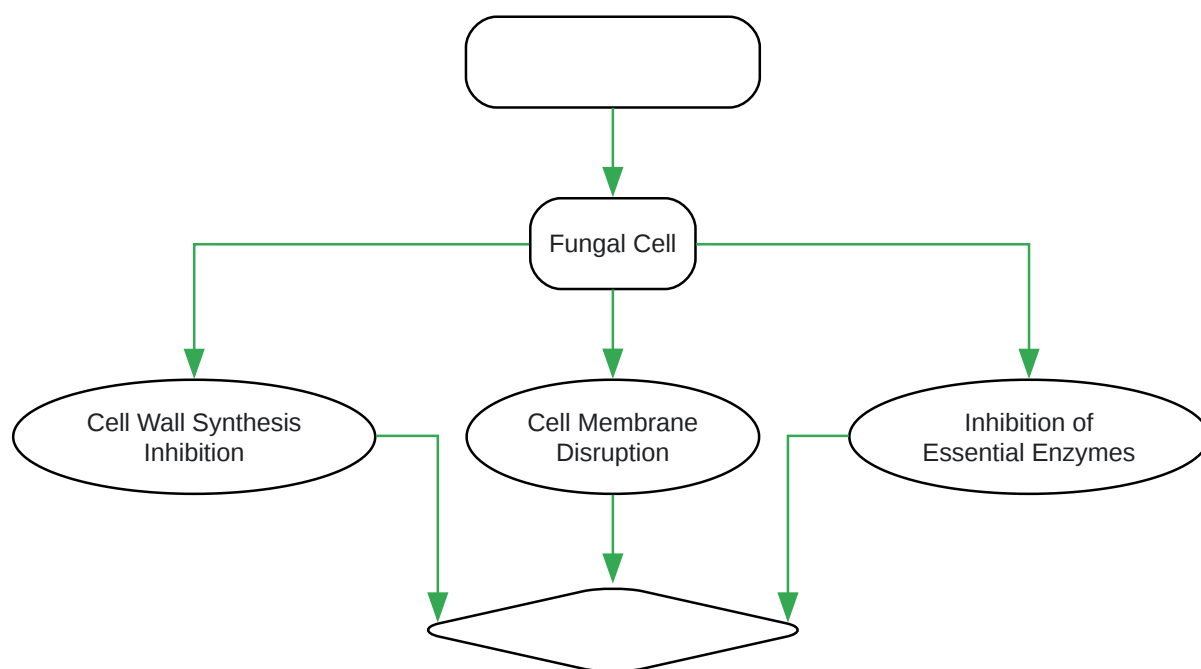 Fungal Cell
Cell Wall Synthesis
Inhibition
Cell Membrane
Disruption
Inhibition of
Essential Enzymes